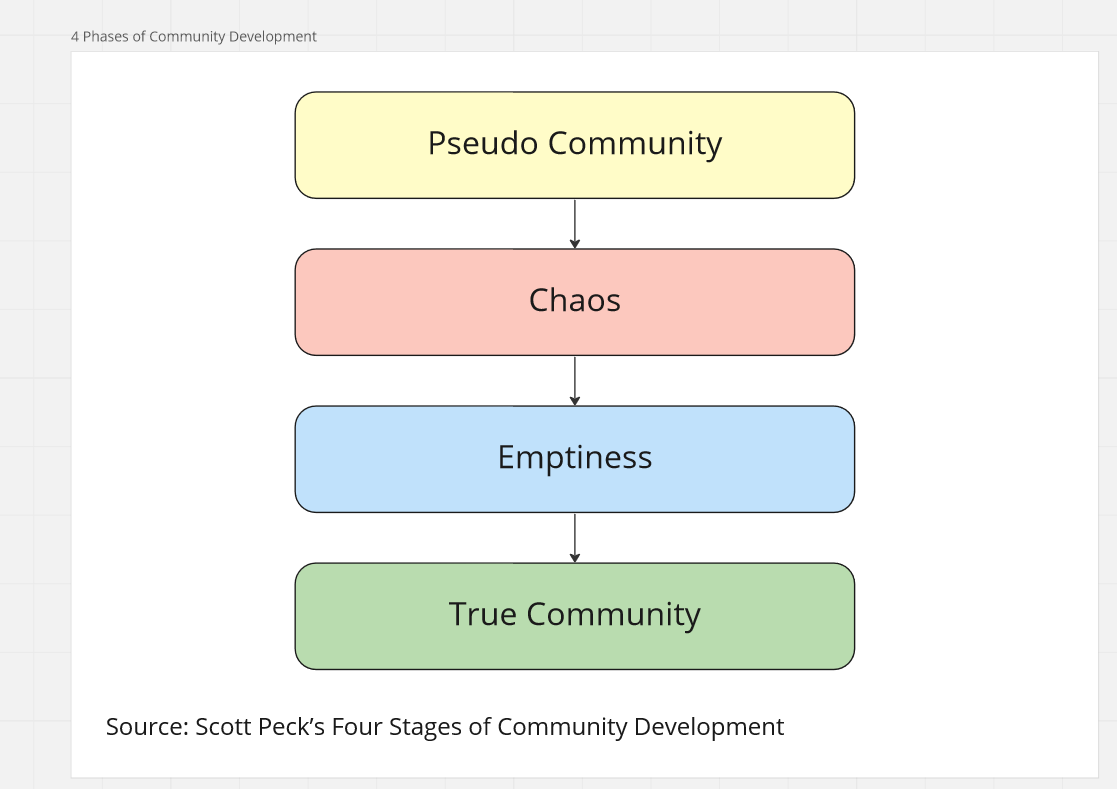 4 Phases of Community Development
Pseudo Community
Chaos
Emptiness
True Community
Source: Scott Peck’s Four Stages of Community Development